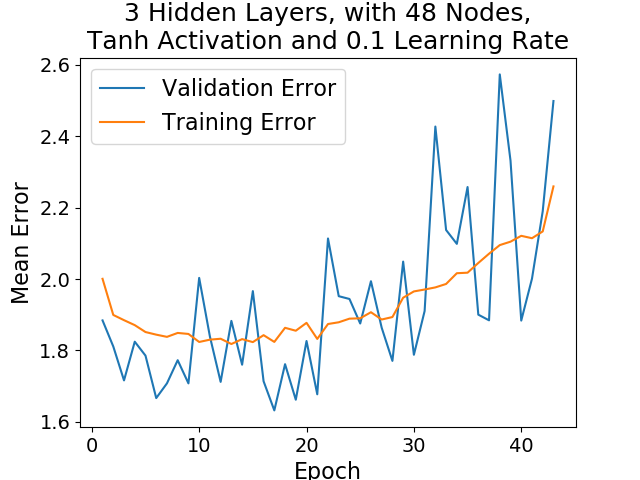 3 Hidden Layers, with 48 Nodes,
Tanh Activation and 0.1 Learning Rate
Validation Error
Training Error
Mean Error
2.6
2.4
2.2
2.0
1.8
1.6
0 10 20 30 40
Epoch